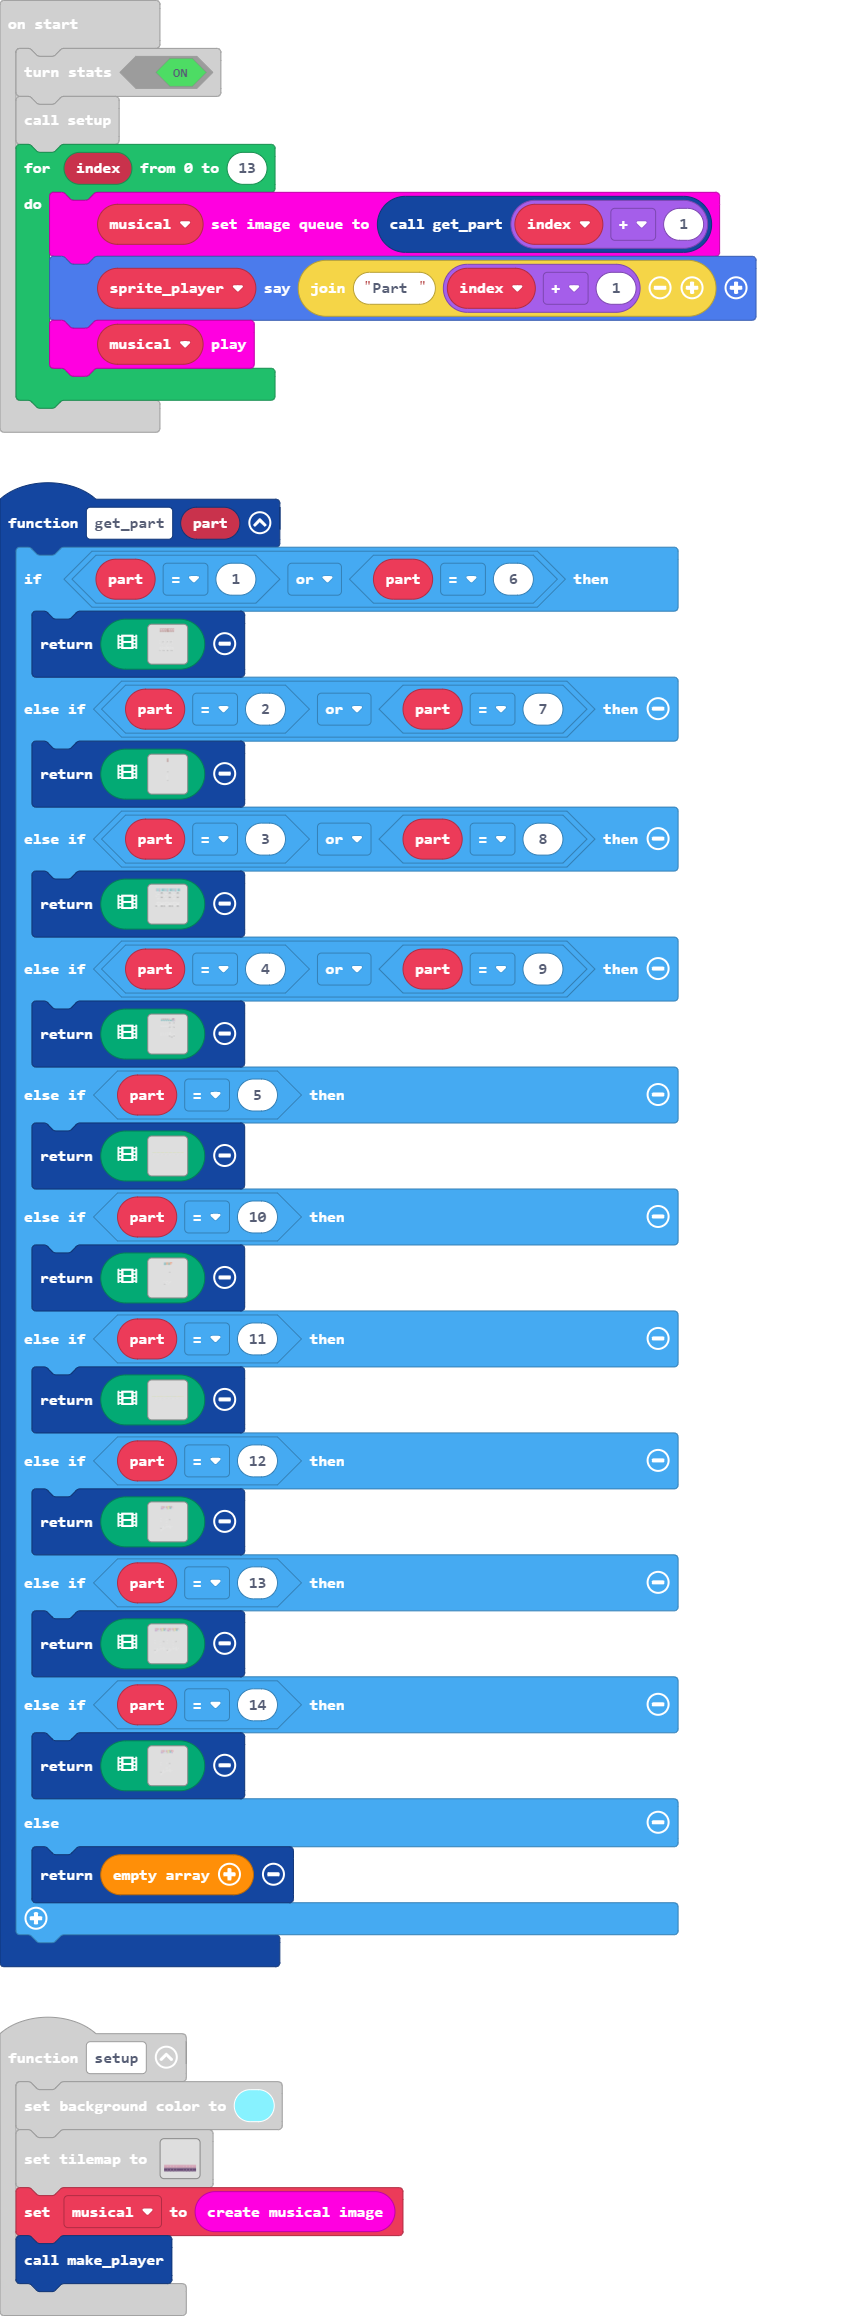 on start
turn stats ON
call setup
for index from 0 to 13
do
musical set image queue to call get_part index + 1
sprite_player say join "Part " index + 1
musical play
function get_part part
if part = 1 or part = 6 then
return
else if part = 2 or part = 7 then
return
else if part = 3 or part = 8 then
return
else if part = 4 or part = 9 then
return
else if part = 5 then
return
else if part = 10 then
return
else if part = 11 then
return
else if part = 12 then
return
else if part = 13 then
return
else if part = 14 then
return
else
return empty array
function setup
set background color to
set tilemap to
set musical to create musical image
call make_player